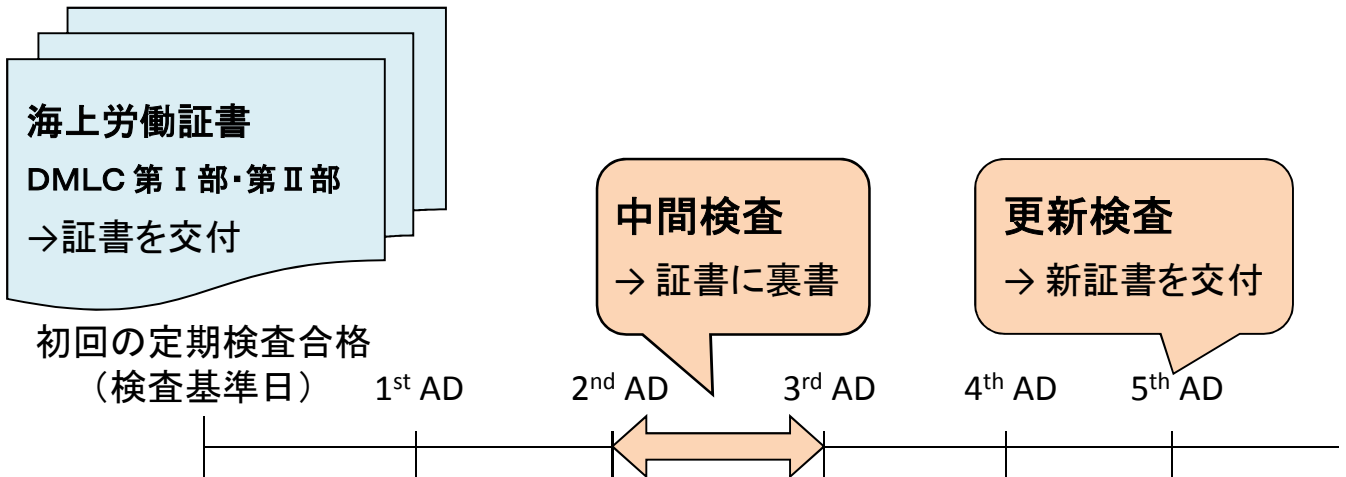 海上労働証書
DMLC 第Ⅰ部・第Ⅱ部
→証書を交付
中間検査
→ 証書に裏書
更新検査
→ 新証書を交付
初回の定期検査合格
（検査基準日）
1st AD
2nd AD
3rd AD
4th AD
5th AD